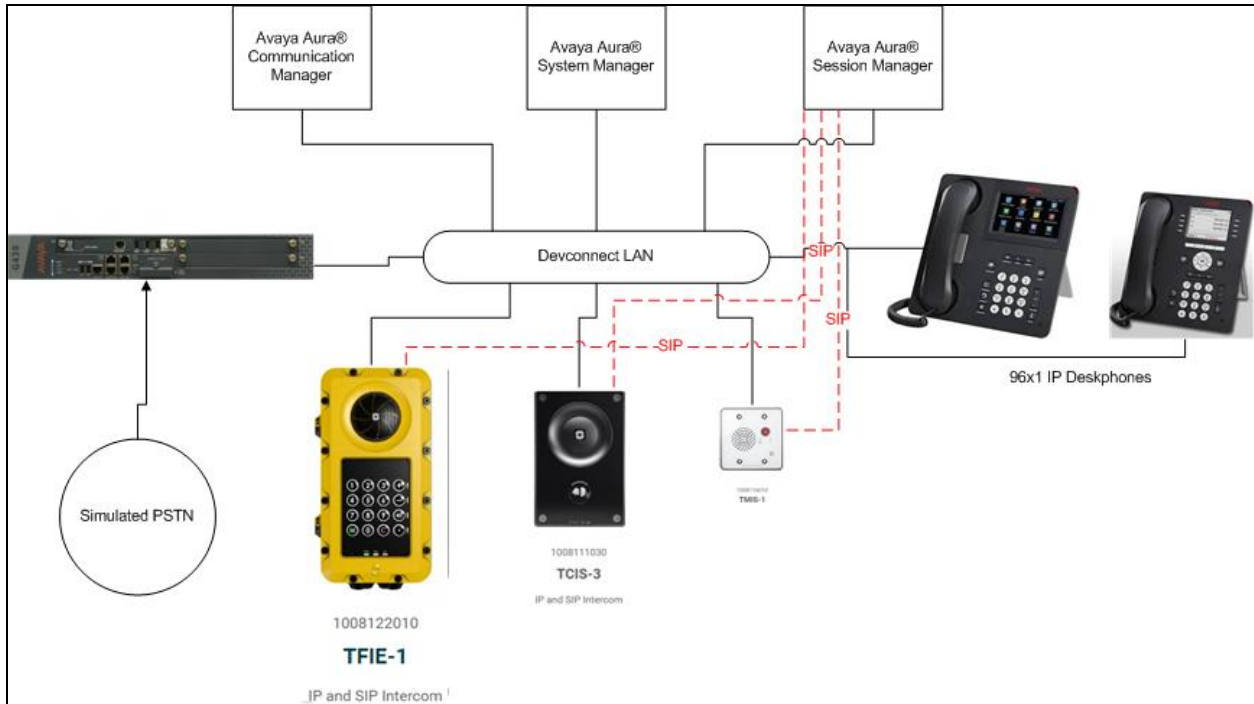 Avaya Aura®
Communication
Manager
Avaya Aura®
System Manager
Avaya Aura®
Session Manager
AVAYA
G430
Devconnect LAN
SIP
SIP
SIP
96x1 IP Deskphones
Simulated PSTN
TMIS-1
1008111030
TCIS-3
IP and SIP Intercom
1008122010
TFIE-1
IP and SIP Intercom